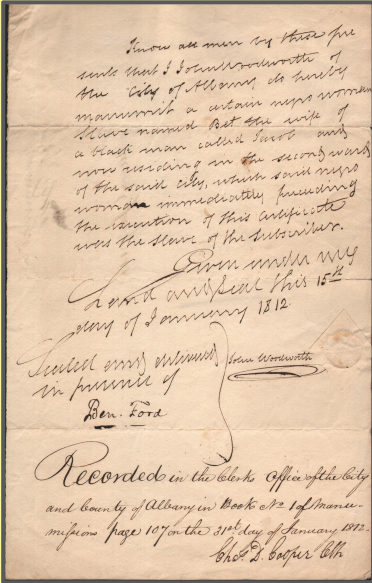 Know all men by these pre
sents that I John Woodworth of
the City of Albany do hereby
manumit a certain negro woman
Slave named Bet the wife of
a black man called Jacob and
now residing in the second ward
of the said city, which said negro
woman immediately preceding
the execution of this Certificate
was the Slave of the Subscriber.
Given under my
hand and Seal this 15th
day of January 1812.
Sealed and delivered
in presence of
John Woodworth
Ben. Ford
Recorded in the Clerks Office of the City
and County of Albany in Book No 1 of Manu
missions page 107 on the 31st day of January 1812-
Chas D. Cooper Clk